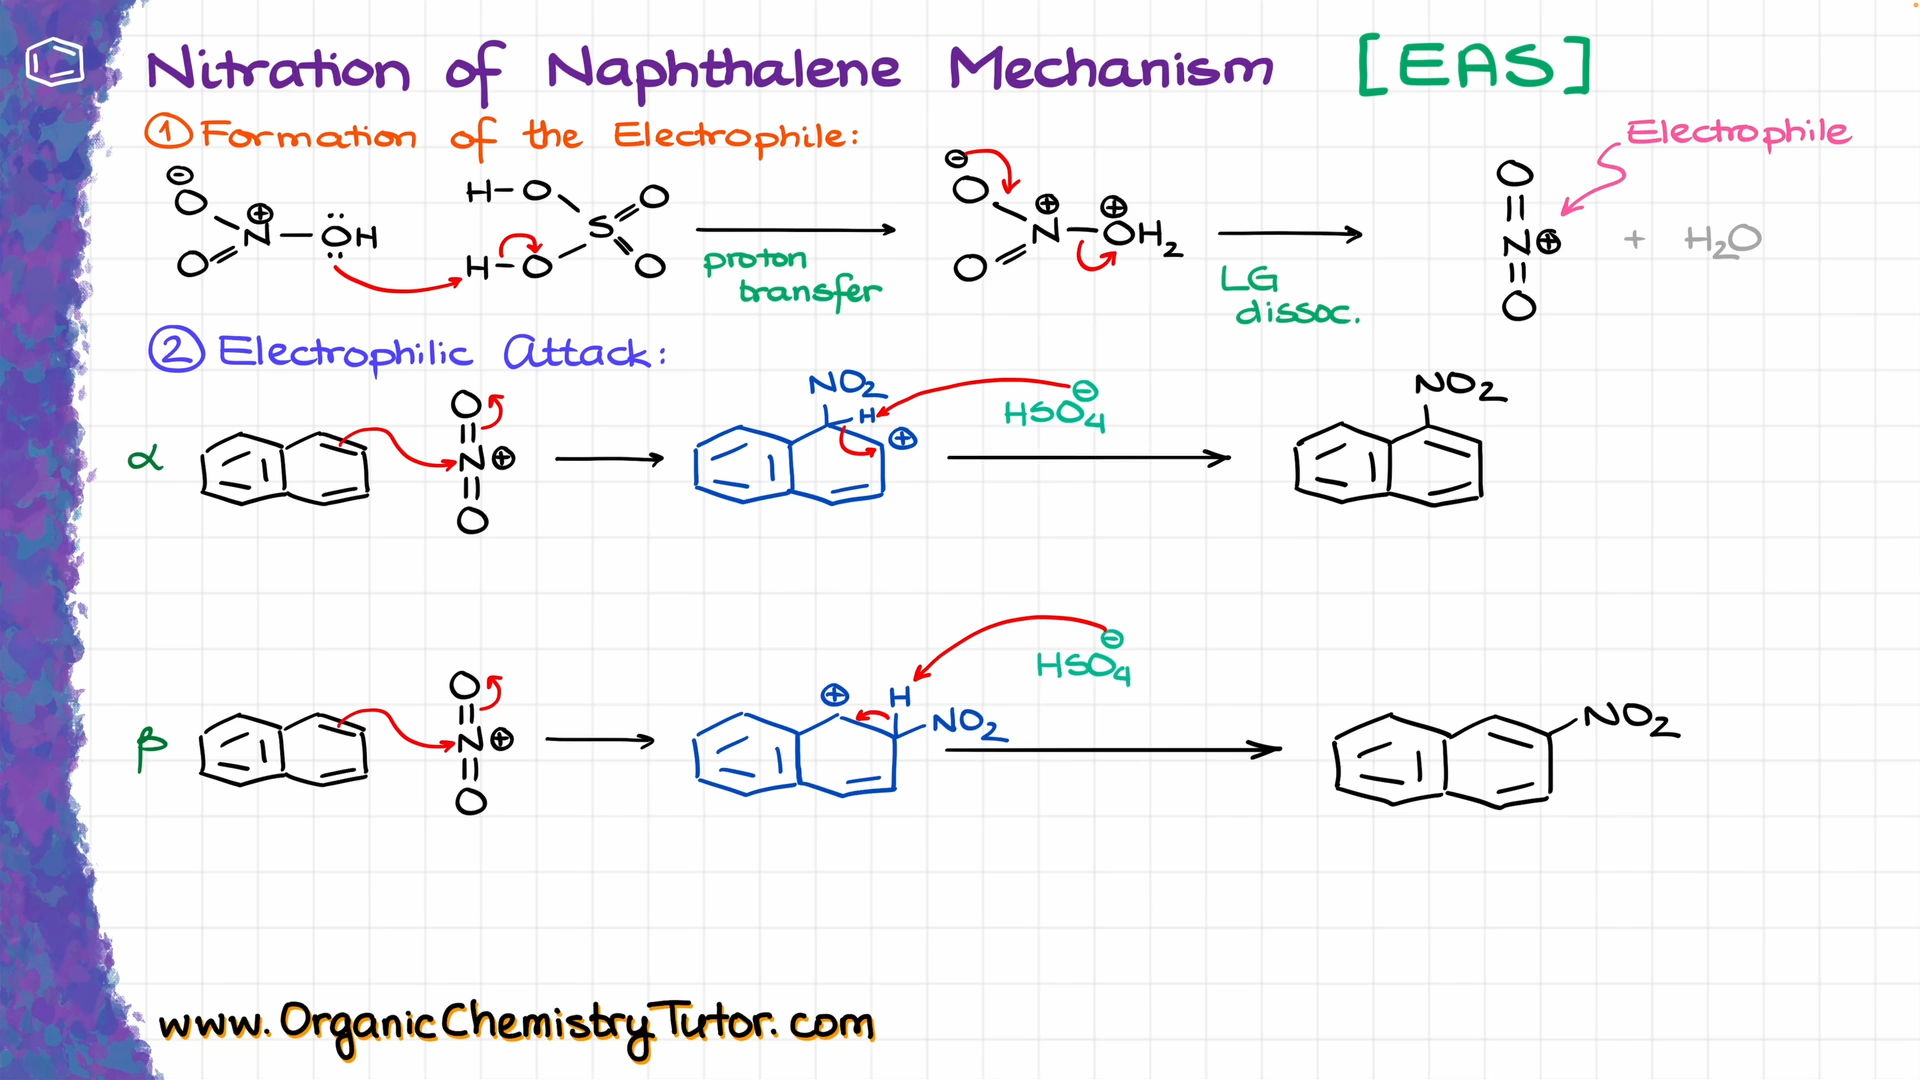 Nitration of Naphthalene Mechanism [EAS]
① Formation of the Electrophile:
Electrophile
⊖
O
⊕
N
ÖH
O
H-O
O
S
H-O
O
proton
transfer
⊖
O
⊕
⊕
N-OH₂
O
LG
dissoc.
O
N⊕
O
+ H₂O
② Electrophilic Attack:
α
O
N⊕
O
NO₂
H
⊕
⊖
HSO₄
NO₂
β
O
N⊕
O
⊕
H
NO₂
⊖
HSO₄
NO₂
www.OrganicChemistryTutor.com